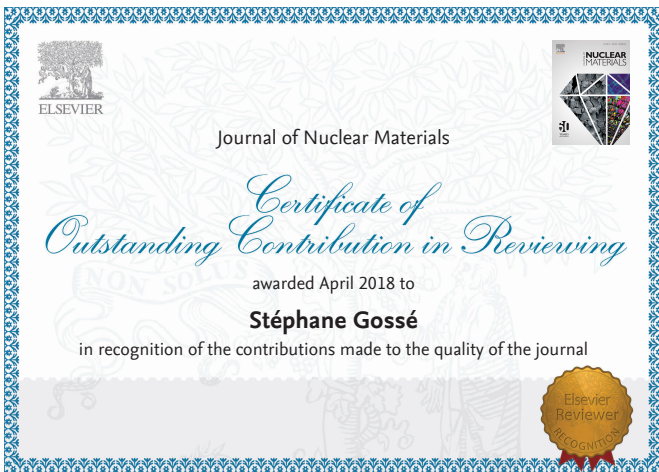 ELSEVIER
NUCLEAR
MATERIALS
50
Journal of Nuclear Materials
Certificate of
Outstanding Contribution in Reviewing
NON SOLUS
awarded April 2018 to
Stéphane Gossé
in recognition of the contributions made to the quality of the journal
Elsevier
Reviewer
RECOGNITION